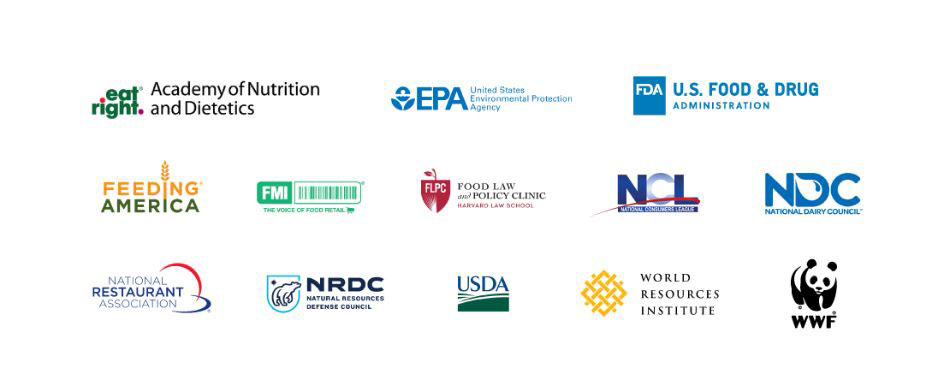 eat right. Academy of Nutrition and Dietetics
EPA United States Environmental Protection Agency
FDA U.S. FOOD & DRUG ADMINISTRATION
FEEDING AMERICA
FMI
THE VOICE OF FOOD RETAIL
FLPC FOOD LAW and POLICY CLINIC
HARVARD LAW SCHOOL
NCL
NATIONAL CONSUMERS LEAGUE
NDC
NATIONAL DAIRY COUNCIL
NATIONAL
RESTAURANT
ASSOCIATION
NRDC
NATURAL RESOURCES
DEFENSE COUNCIL
USDA
WORLD
RESOURCES
INSTITUTE
WWF